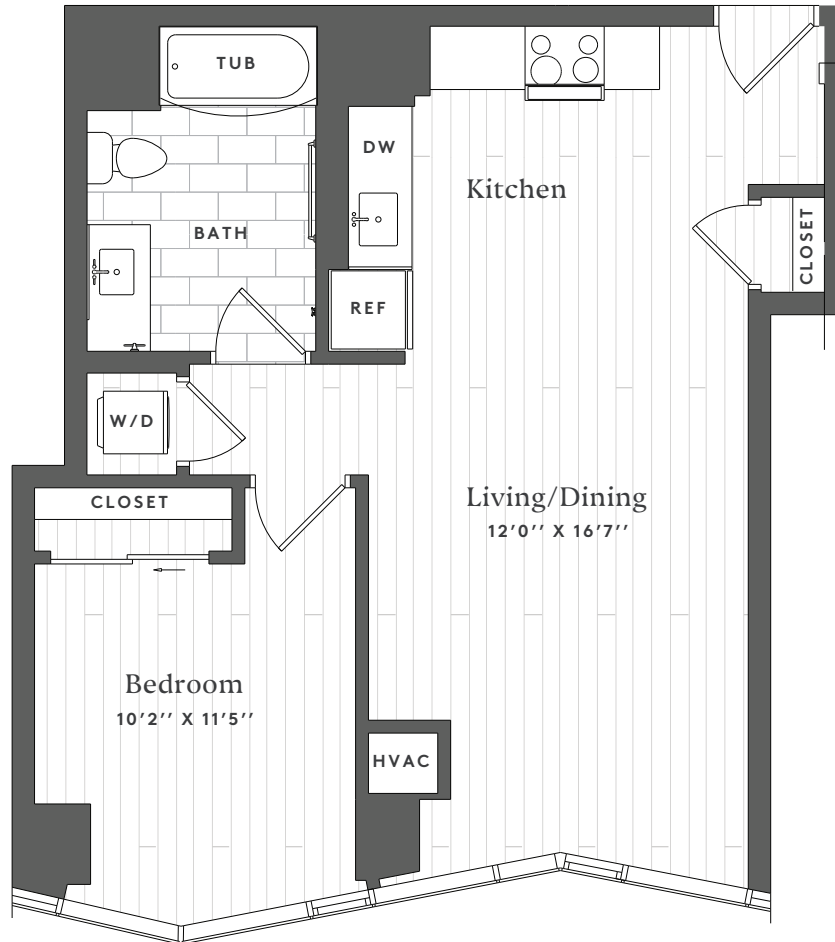 TUB
DW
Kitchen
BATH
CLOSET
REF
W/D
CLOSET
Living/Dining
12'0'' X 16'7''
Bedroom
10'2'' X 11'5''
HVAC